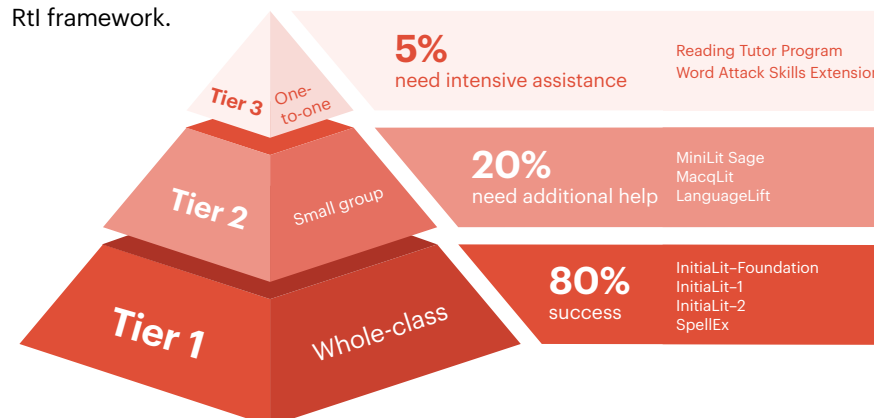 RtI framework.
Tier 3
One-
to-one
5%
need intensive assistance
Reading Tutor Program
Word Attack Skills Extension
Tier 2
Small group
20%
need additional help
MiniLit Sage
MacqLit
LanguageLift
Tier 1
Whole-class
80%
success
InitiaLit–Foundation
InitiaLit–1
InitiaLit–2
SpellEx